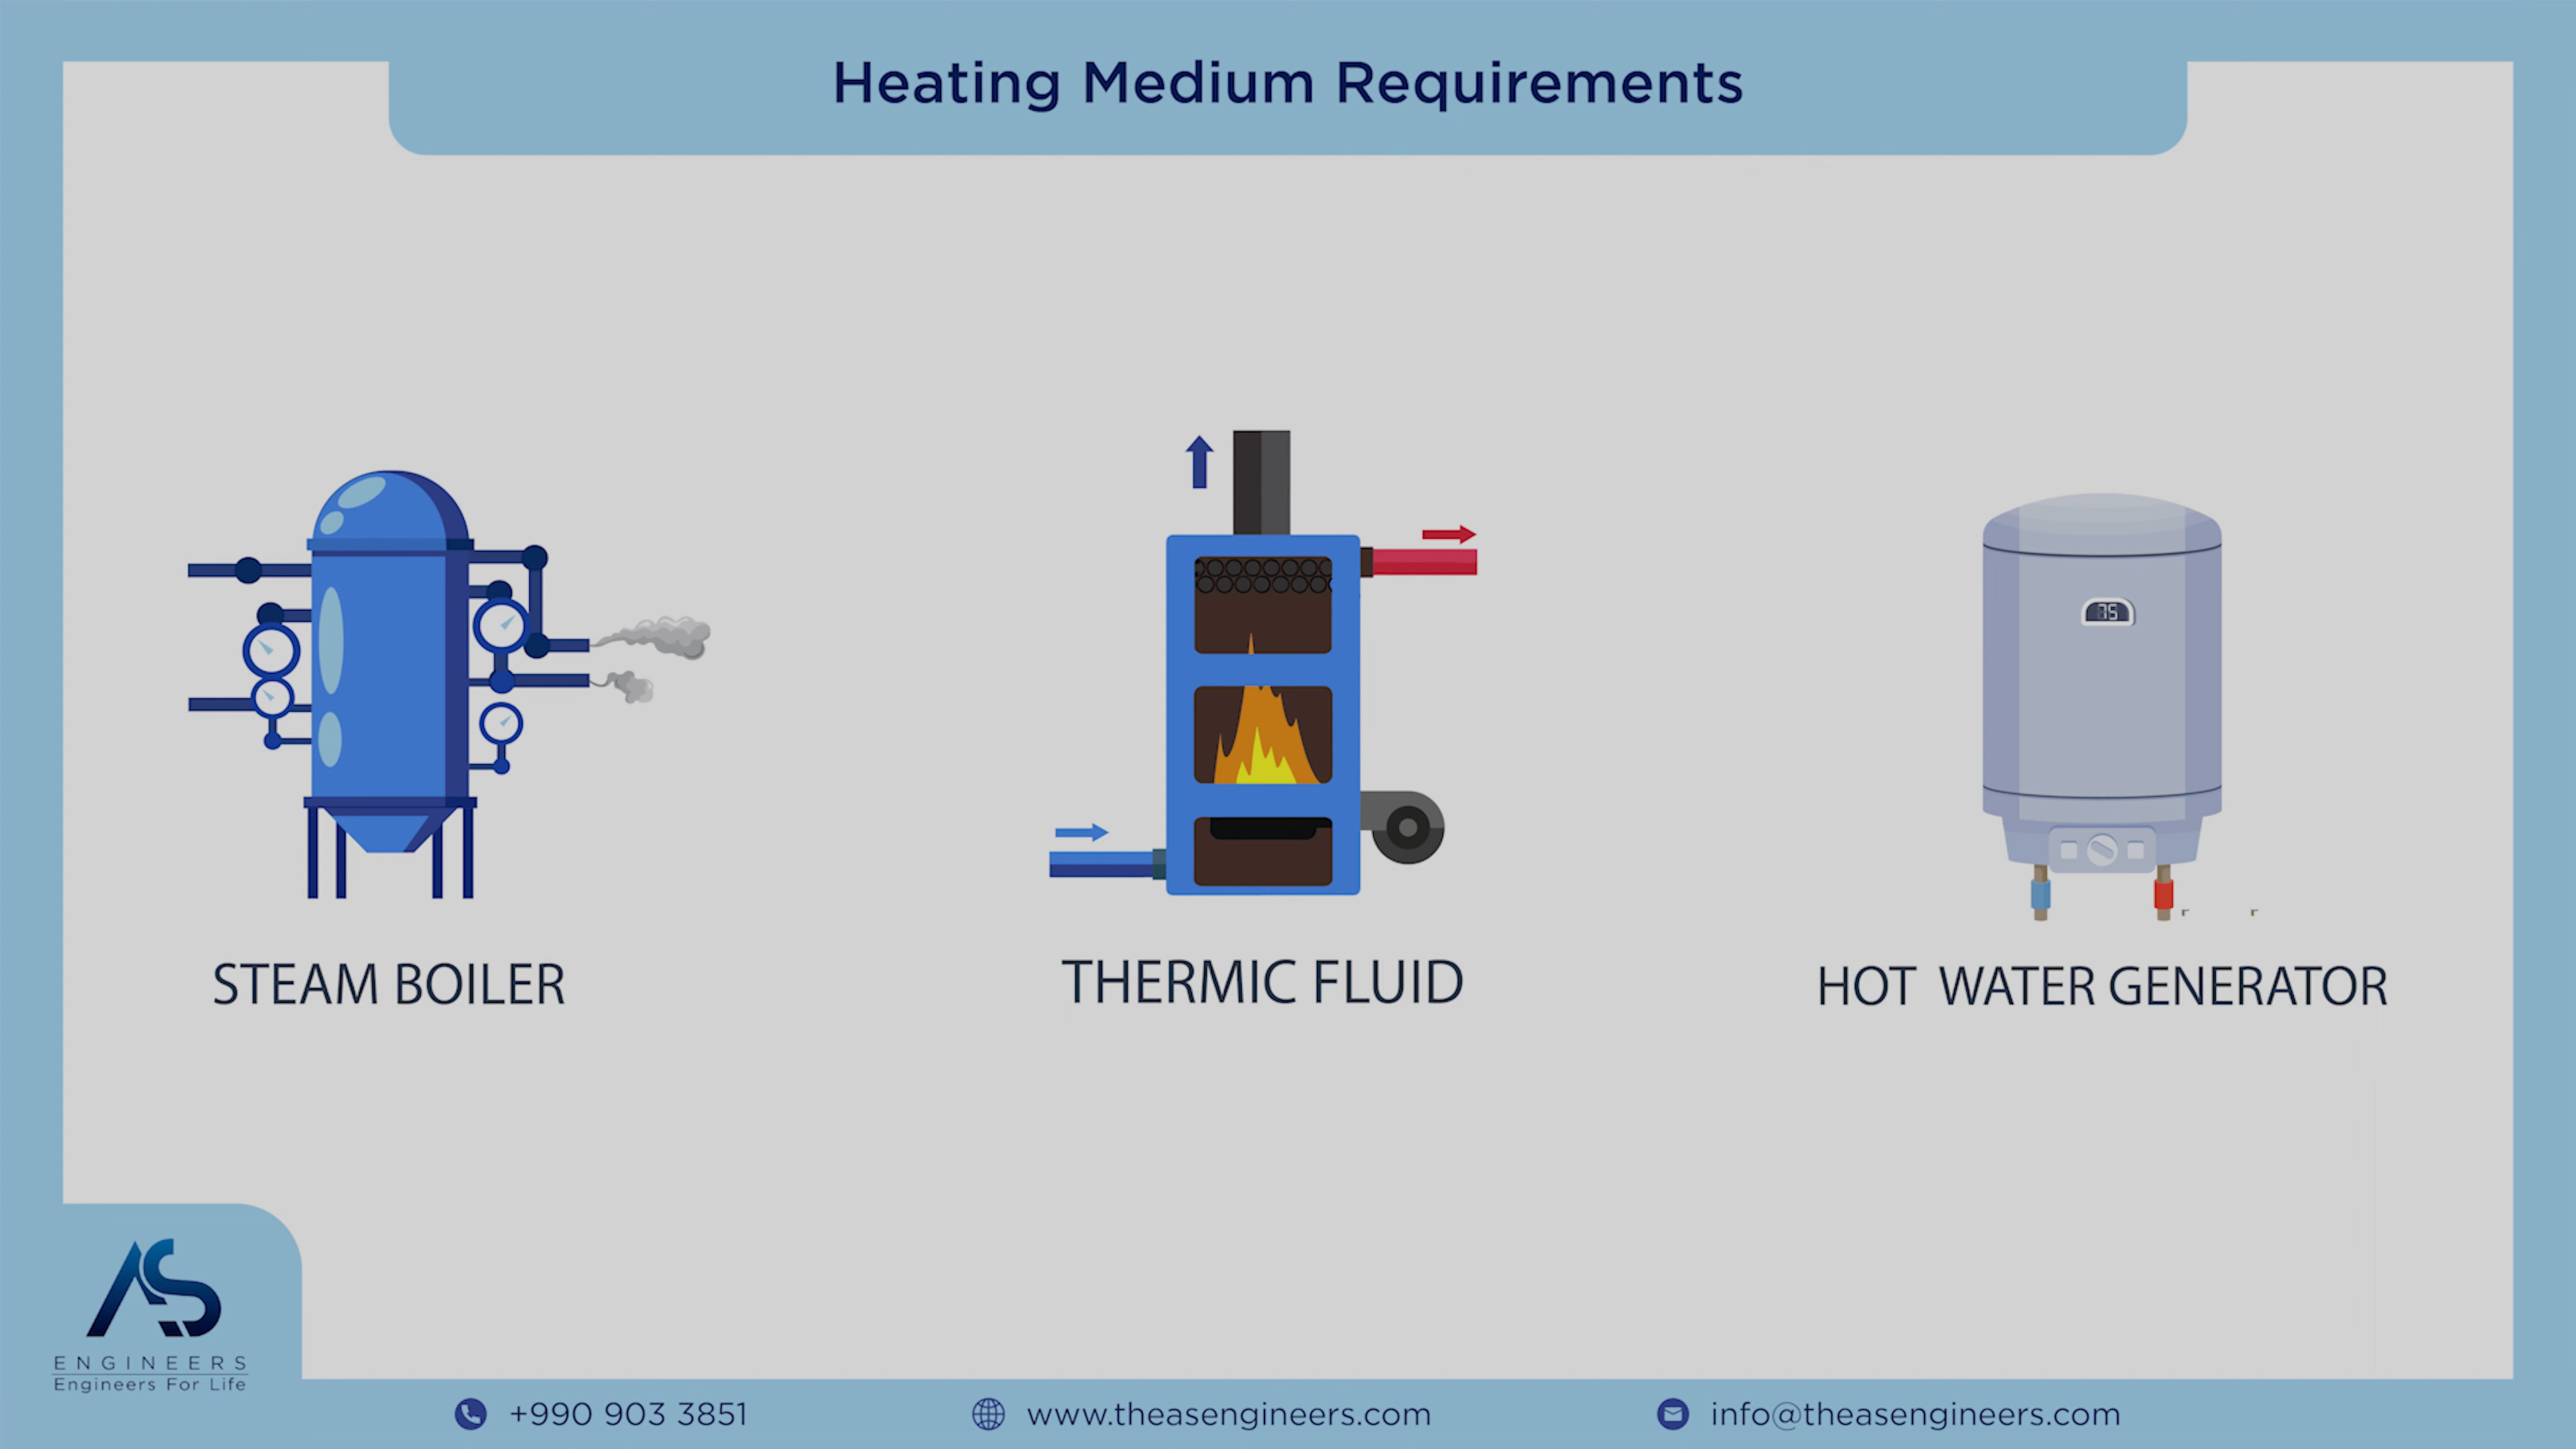 Heating Medium Requirements
75
STEAM BOILER
THERMIC FLUID
HOT WATER GENERATOR
AS
ENGINEERS
Engineers For Life
+990 903 3851
www.theasengineers.com
info@theasengineers.com